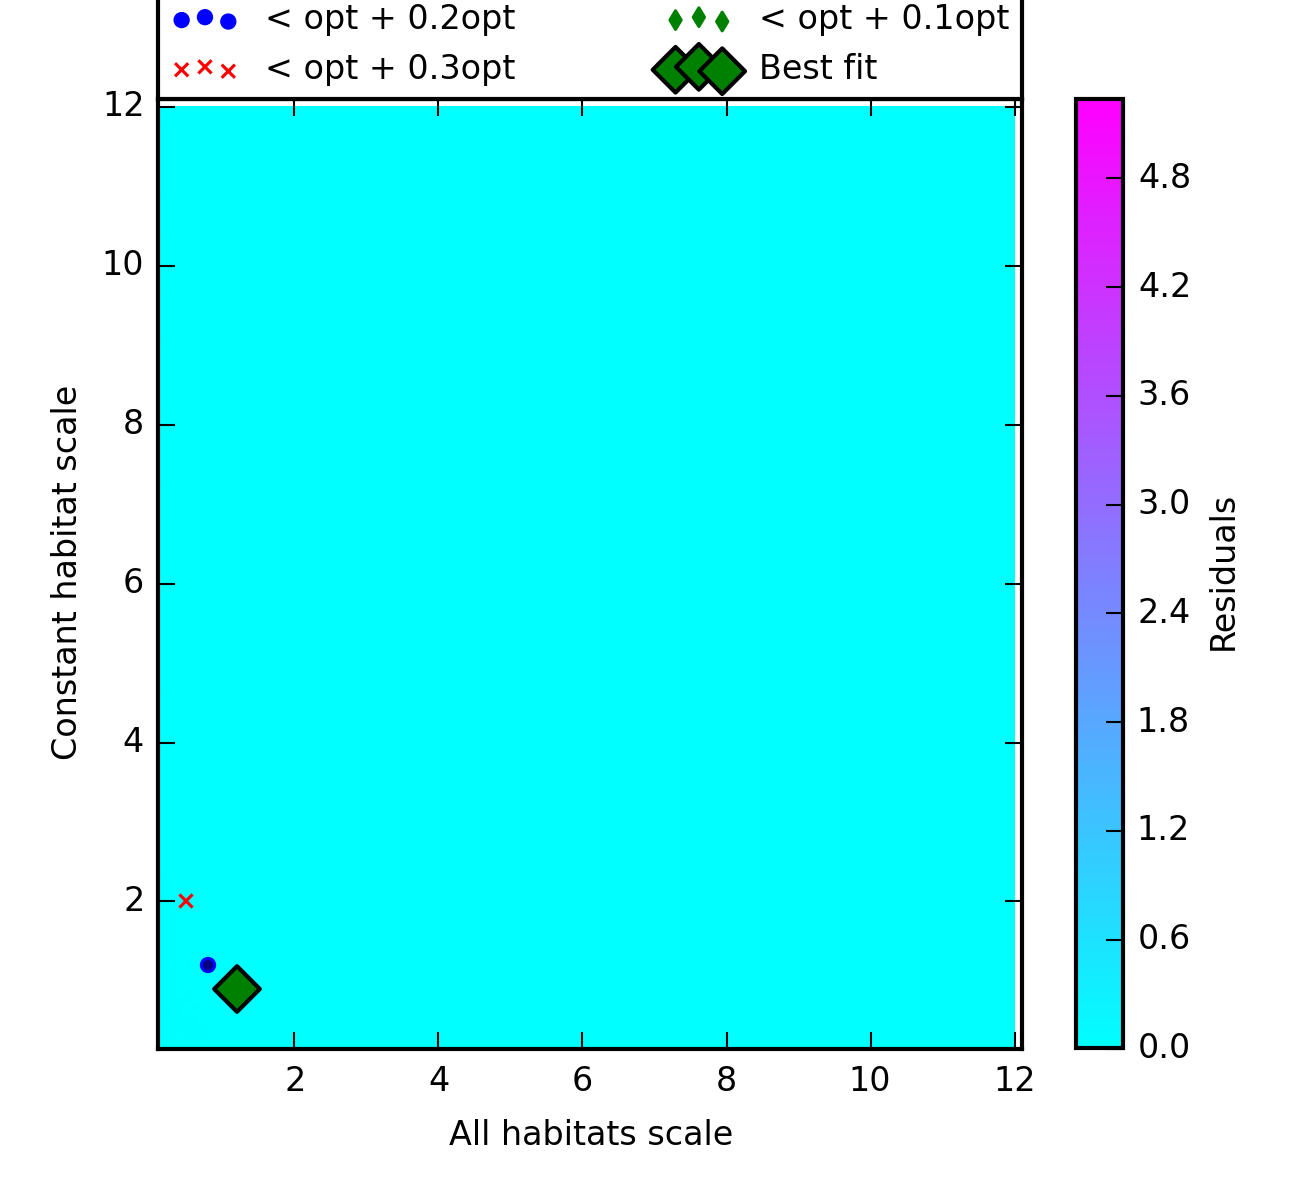 < opt + 0.2opt < opt + 0.1opt
< opt + 0.3opt Best fit
12
10
8
6
4
2
Constant habitat scale
2 4 6 8 10 12
All habitats scale
4.8
4.2
3.6
3.0
2.4
1.8
1.2
0.6
0.0
Residuals